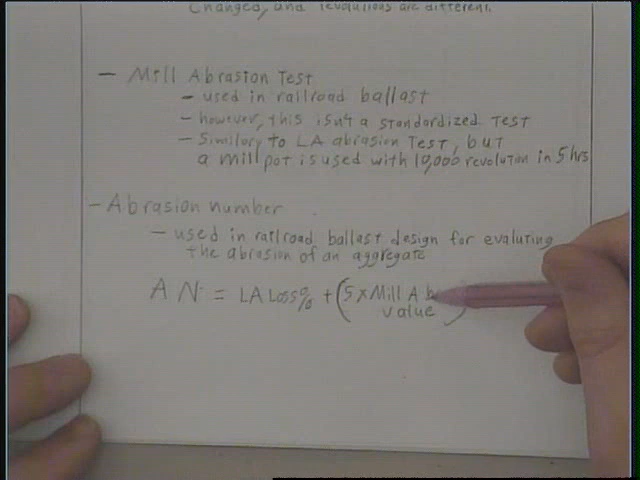 Changed, and revolutions are different.
- Mill Abrasion Test
- used in railroad ballast
- however, this isn't a standardized Test
- Similary to LA abrasion Test, but
a mill pot is used with 10,000 revolution in 5 hrs
- Abrasion number
- used in railroad ballast design for evaluting
the abrasion of an aggregate
A N = LA Loss% + (5 x Mill Ab
value )